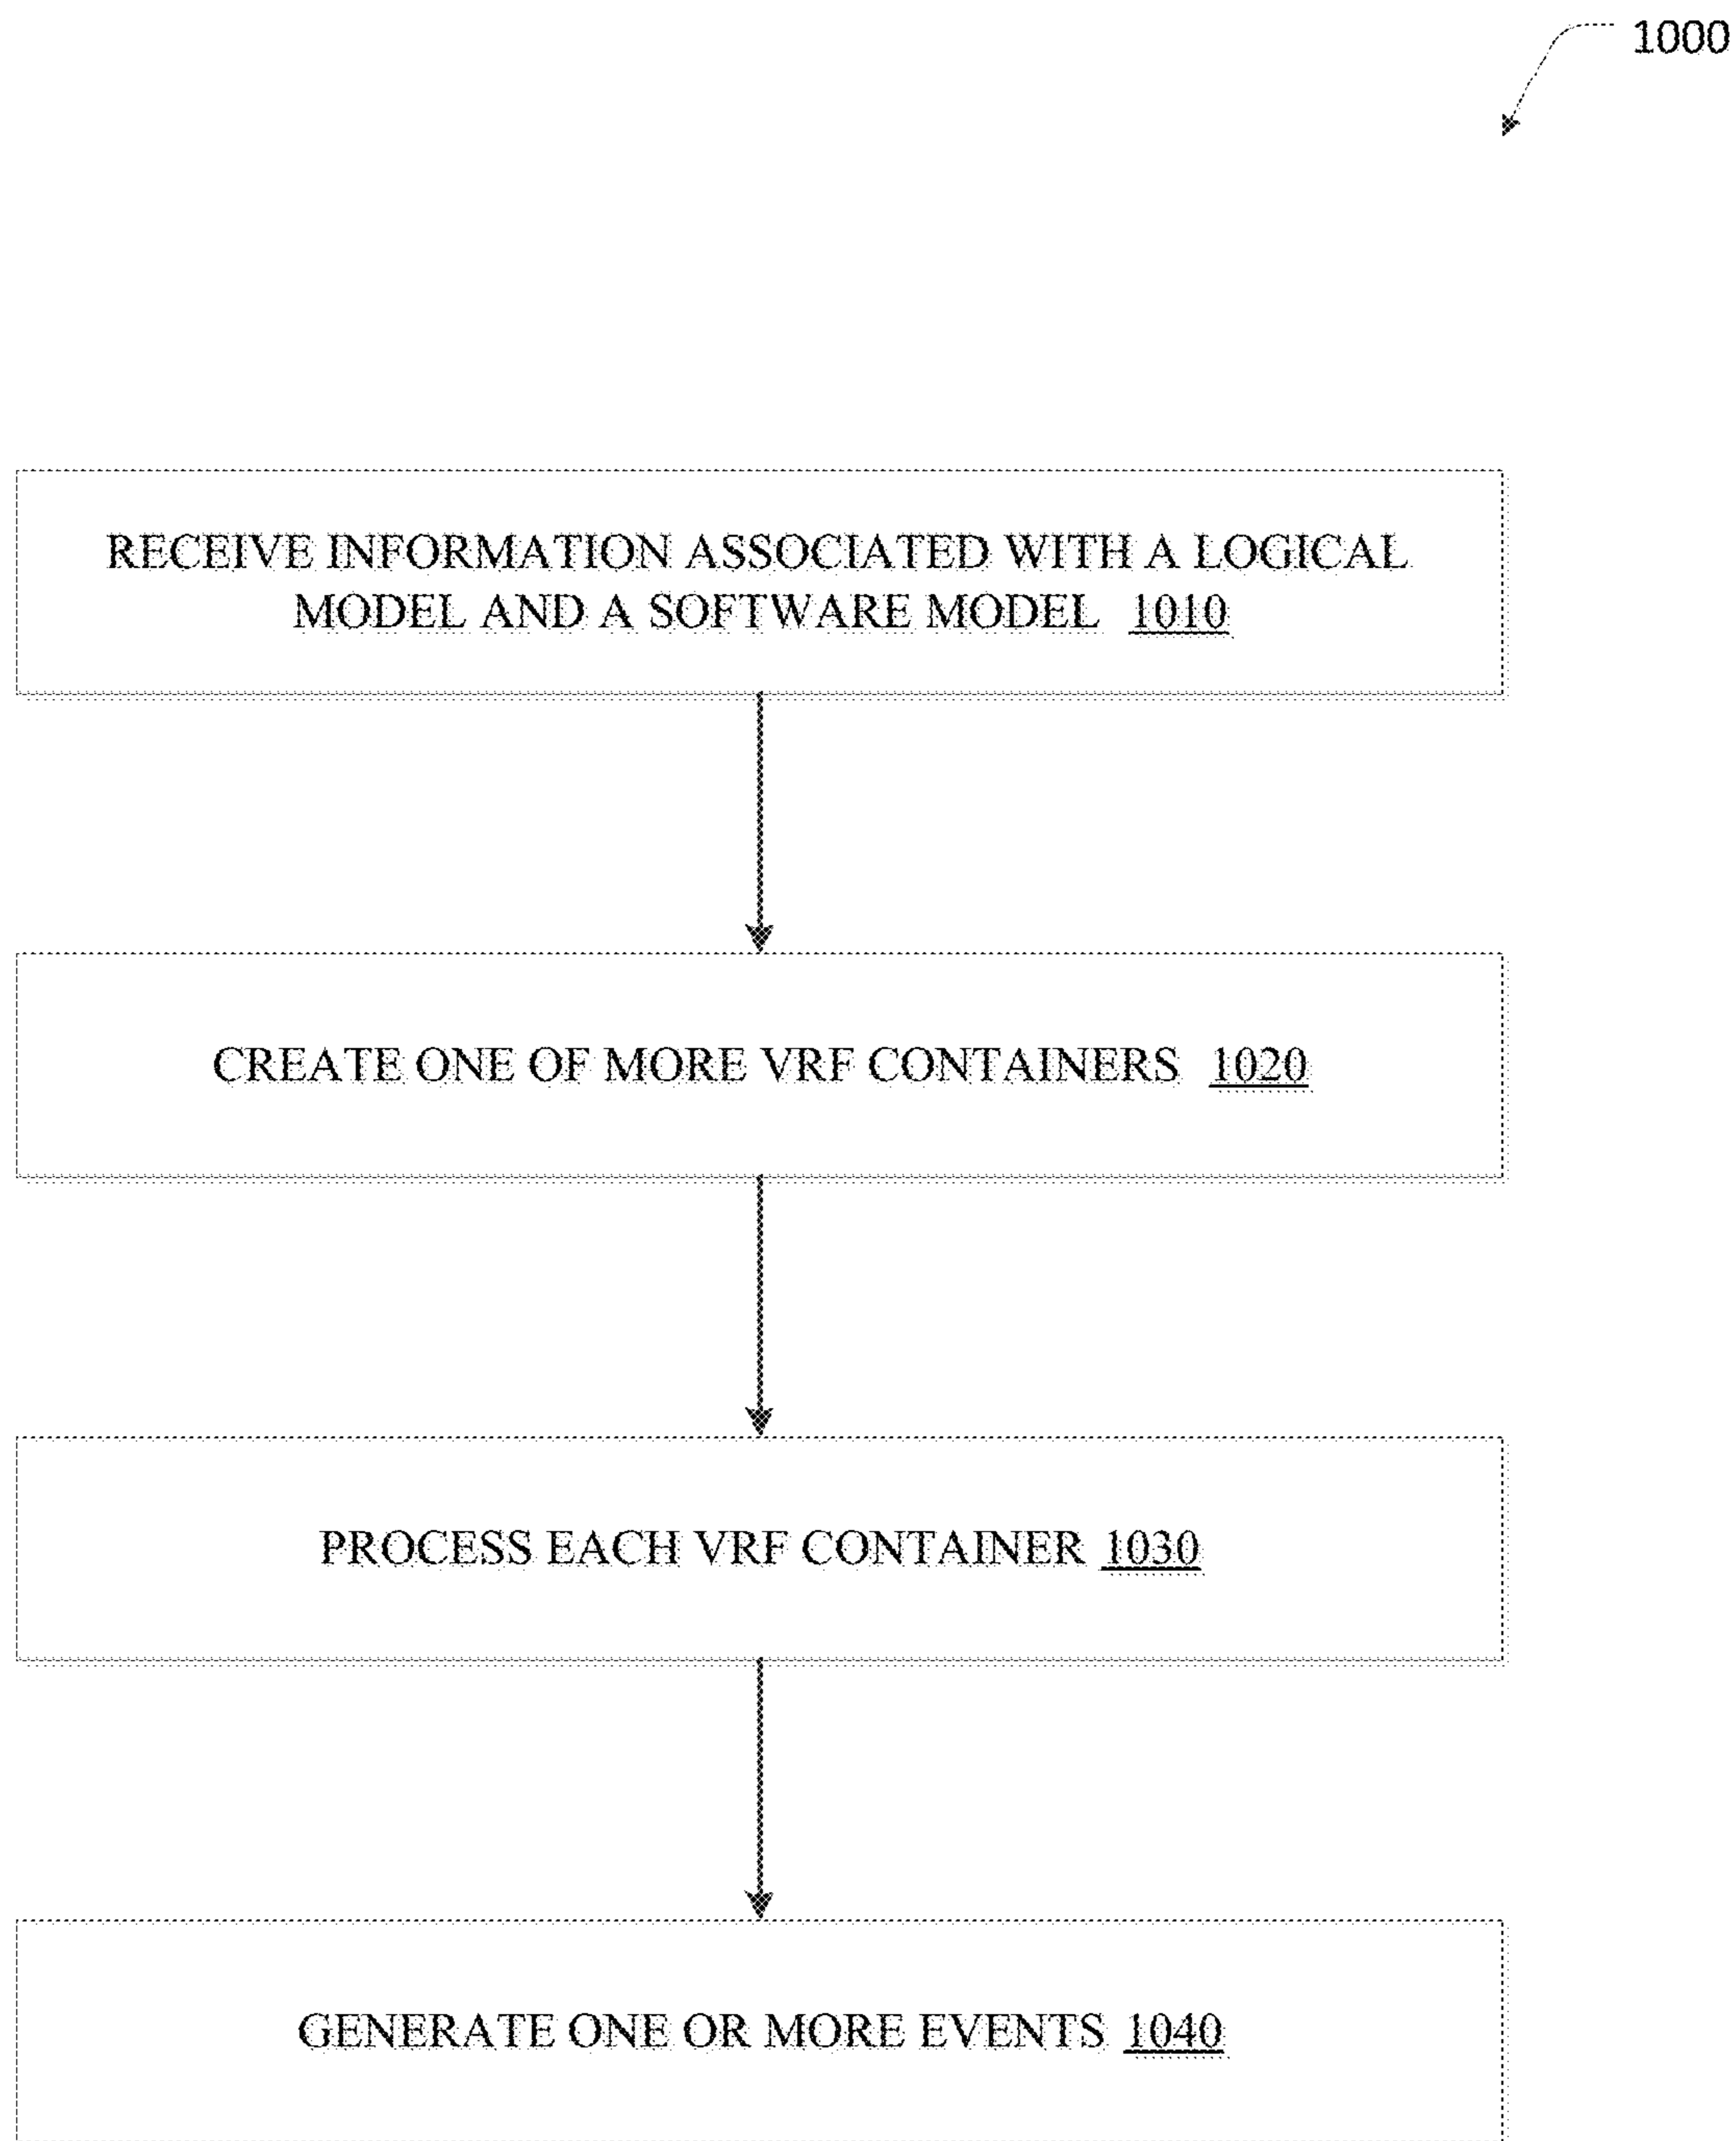 1000
RECEIVE INFORMATION ASSOCIATED WITH A LOGICAL
MODEL AND A SOFTWARE MODEL 1010
CREATE ONE OF MORE VRF CONTAINERS 1020
PROCESS EACH VRF CONTAINER 1030
GENERATE ONE OR MORE EVENTS 1040